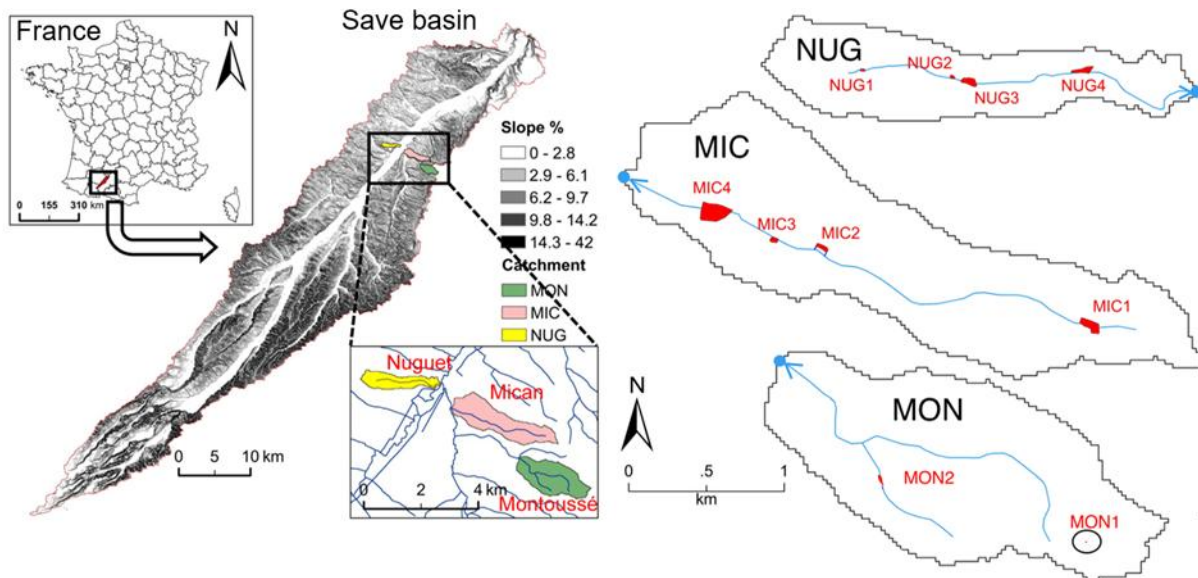 France
N
0 155 310 km
Save basin
N
Slope %
0 - 2.8
2.9 - 6.1
6.2 - 9.7
9.8 - 14.2
14.3 - 42
Catchment
MON
MIC
NUG
0 5 10 km
Nuguet
Mican
Montoussé
0 2 4 km
NUG
NUG1
NUG2
NUG3
NUG4
MIC
MIC4
MIC3
MIC2
MIC1
N
0 .5 1
km
MON
MON2
MON1